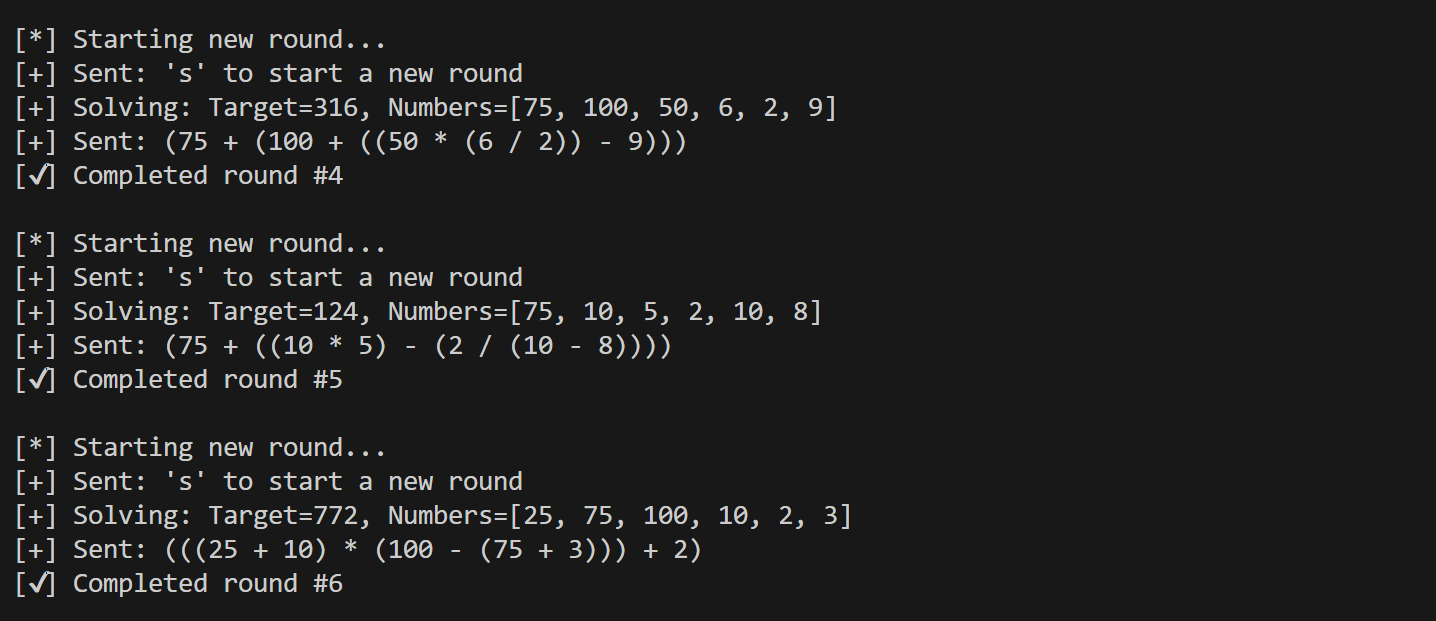 [*] Starting new round...
[+] Sent: 's' to start a new round
[+] Solving: Target=316, Numbers=[75, 100, 50, 6, 2, 9]
[+] Sent: (75 + (100 + ((50 * (6 / 2)) - 9)))
[✓] Completed round #4
[*] Starting new round...
[+] Sent: 's' to start a new round
[+] Solving: Target=124, Numbers=[75, 10, 5, 2, 10, 8]
[+] Sent: (75 + ((10 * 5) - (2 / (10 - 8))))
[✓] Completed round #5
[*] Starting new round...
[+] Sent: 's' to start a new round
[+] Solving: Target=772, Numbers=[25, 75, 100, 10, 2, 3]
[+] Sent: (((25 + 10) * (100 - (75 + 3))) + 2)
[✓] Completed round #6